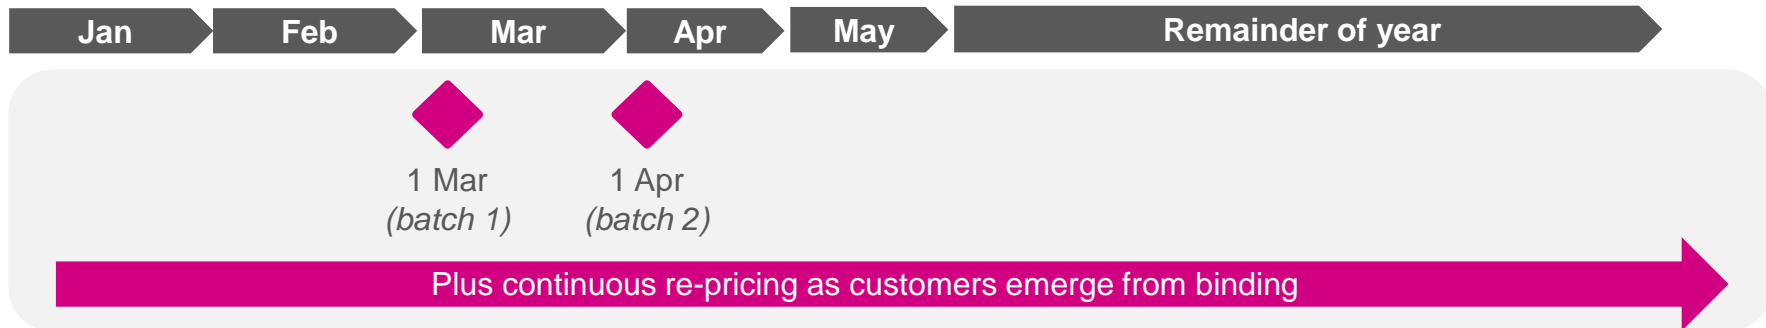 Jan Feb Mar Apr May Remainder of year
1 Mar 1 Apr
(batch 1) (batch 2)
Plus continuous re-pricing as customers emerge from binding